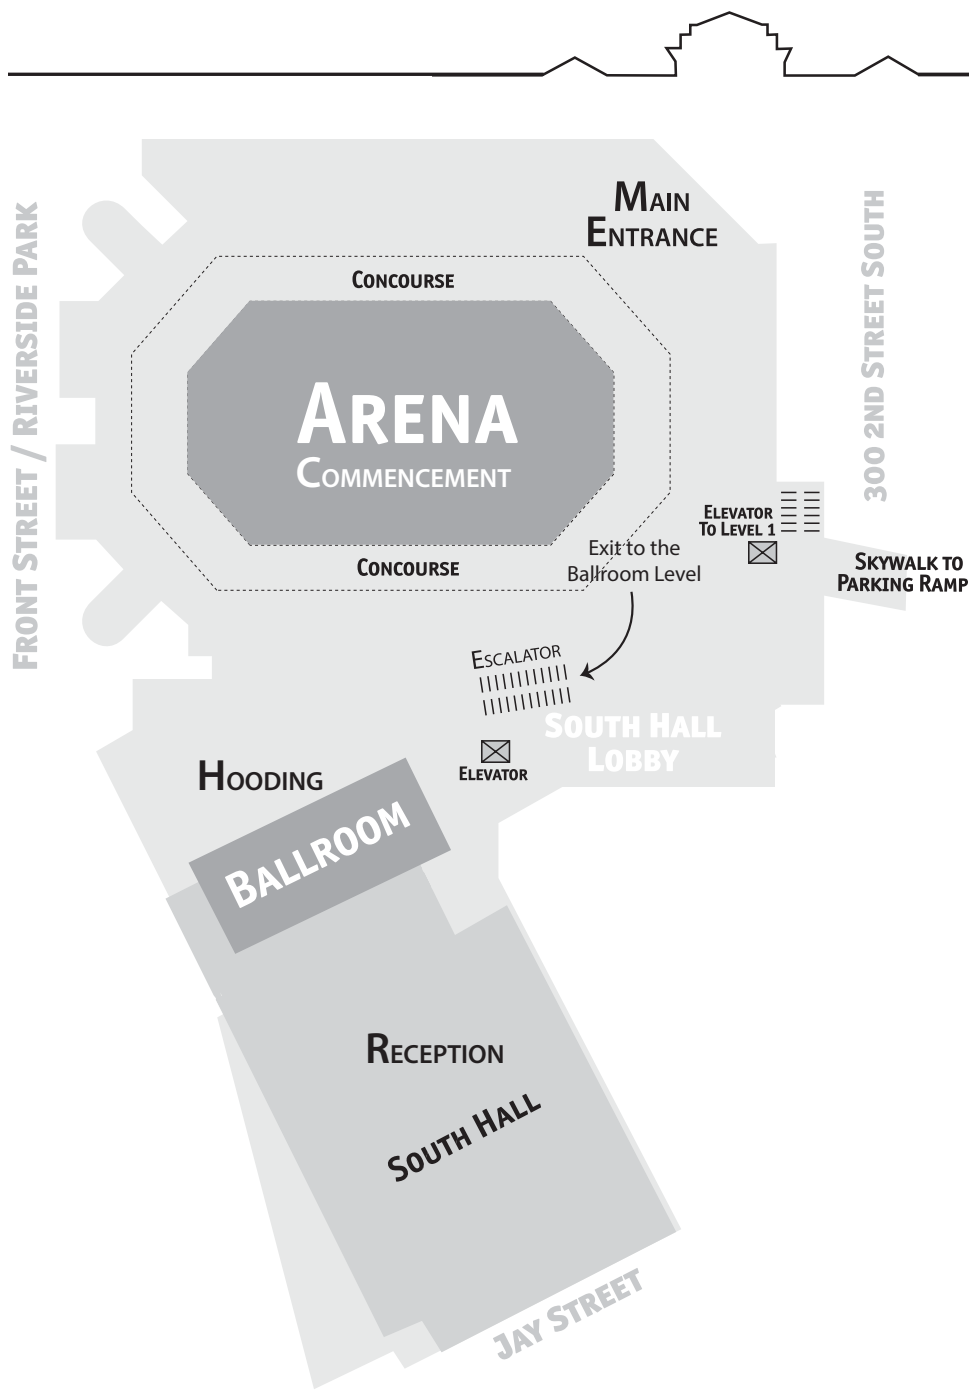 MAIN
ENTRANCE
FRONT STREET / RIVERSIDE PARK
300 2ND STREET SOUTH
CONCOURSE
ARENA
COMMENCEMENT
ELEVATOR
TO LEVEL 1
Exit to the
Ballroom Level
CONCOURSE
SKYWALK TO
PARKING RAMP
ESCALATOR
SOUTH HALL
LOBBY
ELEVATOR
HOODING
BALLROOM
RECEPTION
SOUTH HALL
JAY STREET